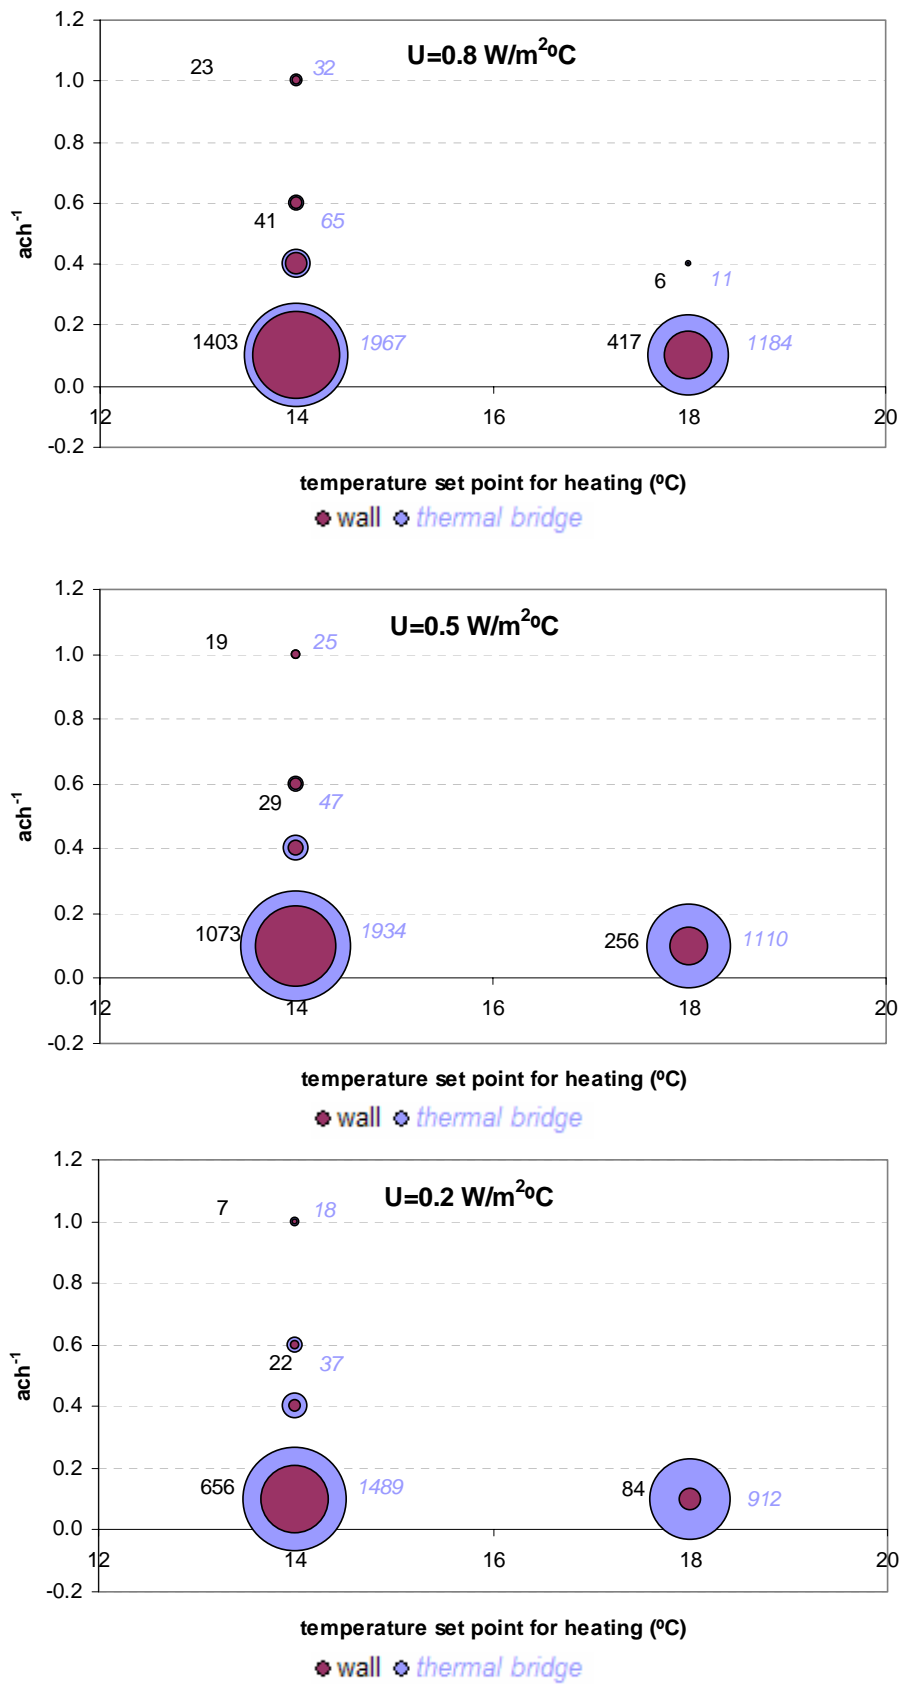 1.2
U=0.8 W/m²ºC
23 32
1.0
0.8
0.6
41 65
ach⁻¹
0.4
6 11
0.2
1403 1967 417 1184
0.0
12 14 16 18 20
-0.2
temperature set point for heating (ºC)
wall thermal bridge
1.2
U=0.5 W/m²ºC
19 25
1.0
0.8
0.6
29 47
ach⁻¹
0.4
0.2
1073 1934 256 1110
0.0
12 14 16 18 20
-0.2
temperature set point for heating (ºC)
wall thermal bridge
1.2
U=0.2 W/m²ºC
7 18
1.0
0.8
0.6
22 37
ach⁻¹
0.4
0.2
656 1489 84 912
0.0
12 14 16 18 20
-0.2
temperature set point for heating (ºC)
wall thermal bridge